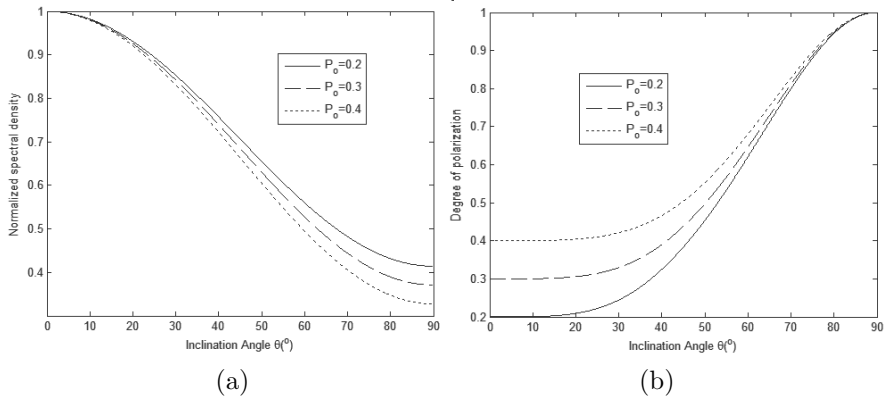 1
0.9
0.8
0.7
0.6
0.5
0.4
Normalized spectral density
P_o=0.2
P_o=0.3
P_o=0.4
0 10 20 30 40 50 60 70 80 90
Inclination Angle θ(º)
(a)
1
0.9
0.8
0.7
0.6
0.5
0.4
0.3
0.2
Degree of polarization
P_o=0.2
P_o=0.3
P_o=0.4
0 10 20 30 40 50 60 70 80 90
Inclination Angle θ(º)
(b)